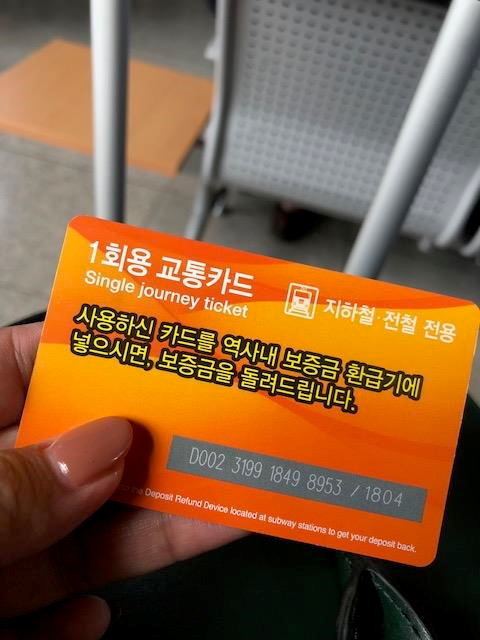 1회용 교통카드
Single journey ticket
지하철·전철 전용
사용하신 카드를 역사내 보증금 환급기에
넣으시면, 보증금을 돌려드립니다.
D002 3199 1849 8953 / 1804
the Deposit Refund Device located at subway stations to get your deposit back.